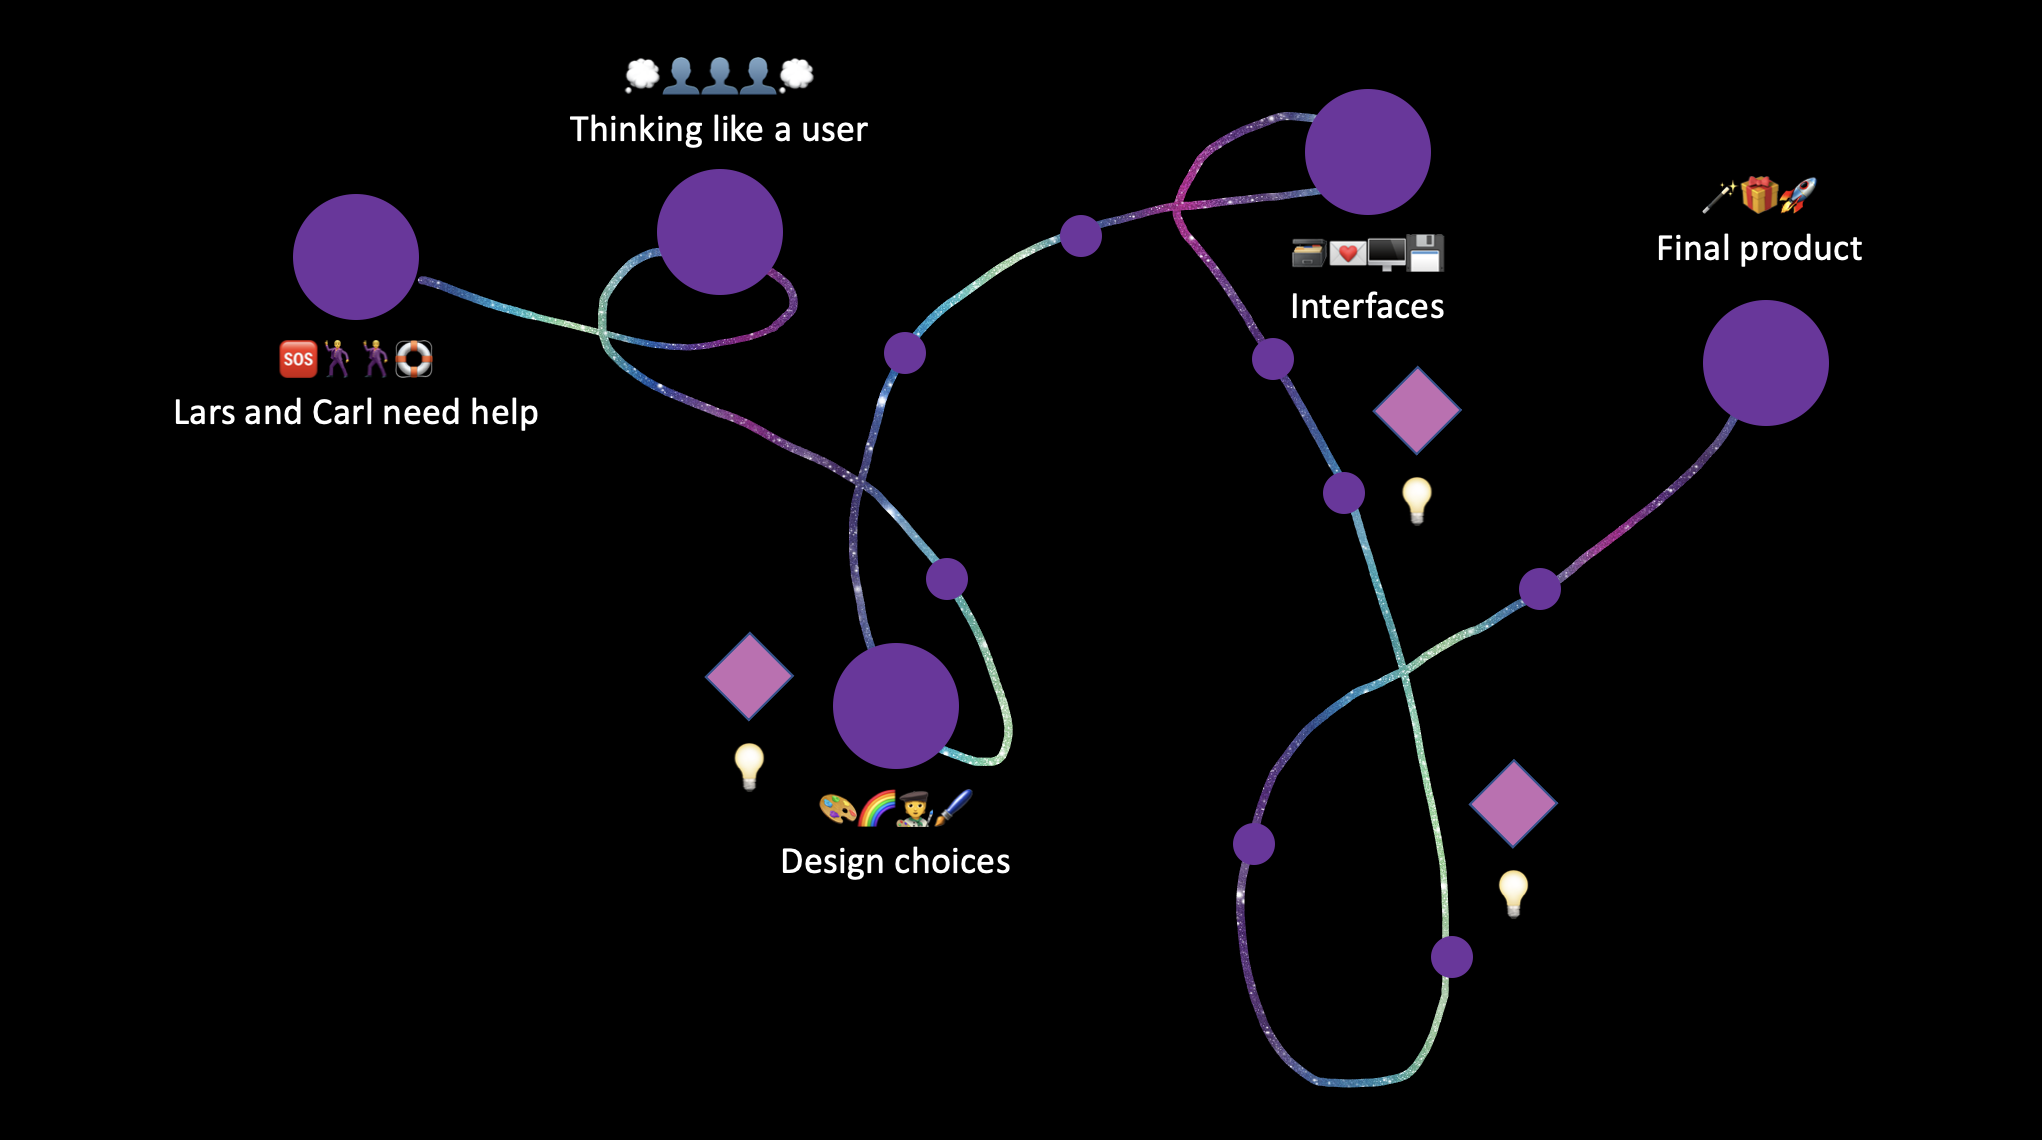 Thinking like a user
SOS
Lars and Carl need help
Interfaces
Final product
Design choices